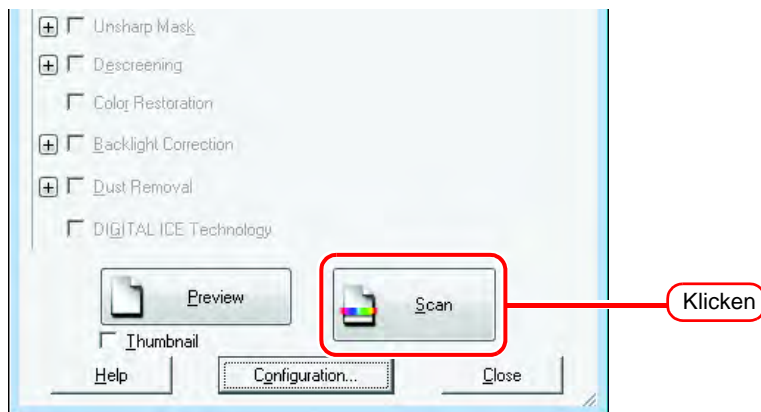 Unsharp Mask
Descreening
Color Restoration
Backlight Correction
Dust Removal
DIGITAL ICE Technology
Preview
Scan
Klicken
Thumbnail
Help
Configuration...
Close